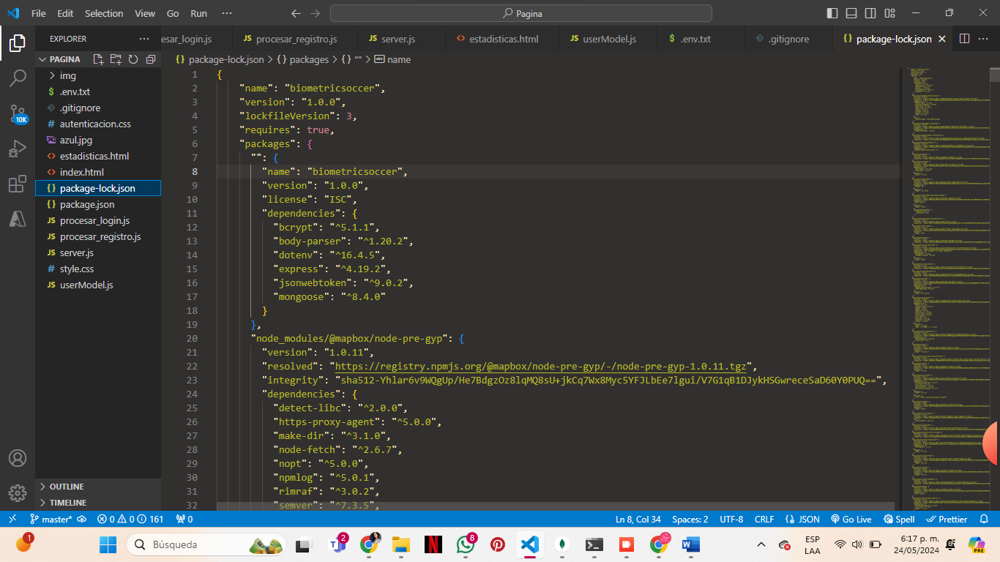 File Edit Selection View Go Run ··· Pagina
EXPLORER
esar_login.js procesar_registro.js server.js estadisticas.html userModel.js .env.txt .gitignore package-lock.json
PAGINA
package-lock.json > {} packages > {} "" > name
img
.env.txt
.gitignore
autenticacion.css
azul.jpg
estadisticas.html
index.html
package-lock.json
package.json
procesar_login.js
procesar_registro.js
server.js
style.css
userModel.js
OUTLINE
TIMELINE
10K
1 {
2 "name": "biometricsoccer",
3 "version": "1.0.0",
4 "lockfileVersion": 3,
5 "requires": true,
6 "packages": {
7 "": {
8 "name": "biometricsoccer",
9 "version": "1.0.0",
10 "license": "ISC",
11 "dependencies": {
12 "bcrypt": "^5.1.1",
13 "body-parser": "^1.20.2",
14 "dotenv": "^16.4.5",
15 "express": "^4.19.2",
16 "jsonwebtoken": "^9.0.2",
17 "mongoose": "^8.4.0"
18 }
19 },
20 "node_modules/@mapbox/node-pre-gyp": {
21 "version": "1.0.11",
22 "resolved": "https://registry.npmjs.org/@mapbox/node-pre-gyp/-/node-pre-gyp-1.0.11.tgz",
23 "integrity": "sha512-Yhlar6v9WQgUp/He7BdgzOz8lqMQ8sU+jkCq7Wx8Myc5YFJLbEe7lgui/V7G1qB1DJykHSGwreceSaD60Y0PUQ==",
24 "dependencies": {
25 "detect-libc": "^2.0.0",
26 "https-proxy-agent": "^5.0.0",
27 "make-dir": "^3.1.0",
28 "node-fetch": "^2.6.7",
29 "nopt": "^5.0.0",
30 "npmlog": "^5.0.1",
31 "rimraf": "^3.0.2",
32 "semver": "^7.3.5",
master* 0 0 161 0 Ln 8, Col 34 Spaces: 2 UTF-8 CRLF {} JSON Go Live Spell Prettier
1 Búsqueda 2 8 ESP LAA 6:17 p. m. 24/05/2024 PRE